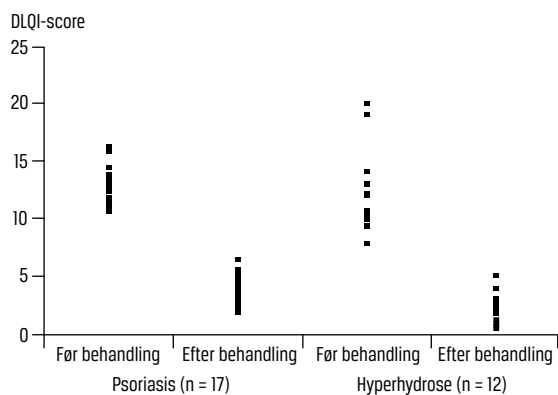 DLQI-score
25
20
15
10
5
0
Før behandling Efter behandling Før behandling Efter behandling
Psoriasis (n = 17) Hyperhydrose (n = 12)